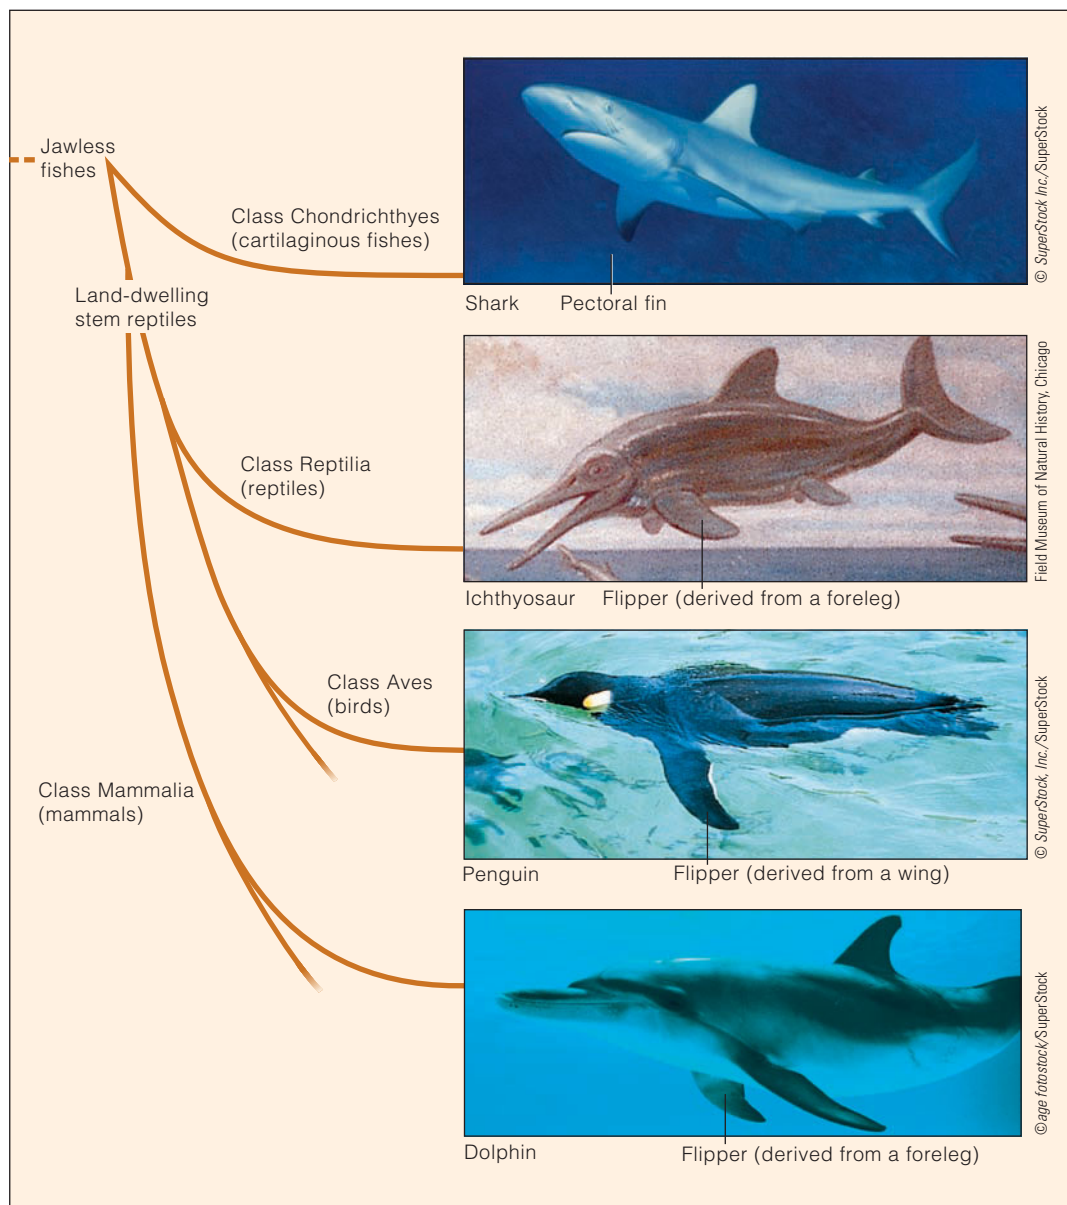 Jawless
fishes
Class Chondrichthyes
(cartilaginous fishes)
© SuperStock Inc./SuperStock
Shark Pectoral fin
Land-dwelling
stem reptiles
Class Reptilia
(reptiles)
Field Museum of Natural History, Chicago
Ichthyosaur Flipper (derived from a foreleg)
Class Aves
(birds)
© SuperStock, Inc./SuperStock
Penguin Flipper (derived from a wing)
Class Mammalia
(mammals)
©age fotostock/SuperStock
Dolphin Flipper (derived from a foreleg)